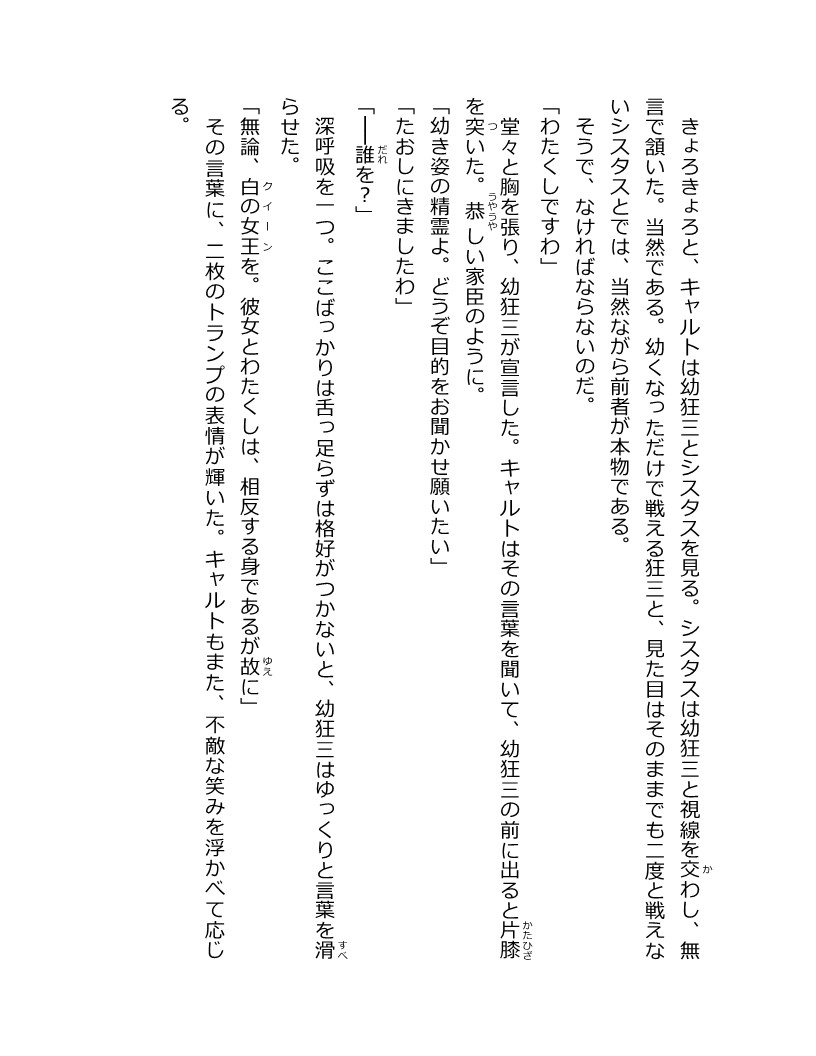 きょろきょろと、キャルトは幼狂三とシスタスを見る。シスタスは幼狂三と視線を交わし、無
言で頷いた。当然である。幼くなっただけで戦える狂三と、見た目はそのままでも二度と戦えな
いシスタスとでは、当然ながら前者が本物である。
そうで、なければならないのだ。
「わたくしですわ」
堂々と胸を張り、幼狂三が宣言した。キャルトはその言葉を聞いて、幼狂三の前に出ると片膝
を突いた。恭しい家臣のように。
「幼き姿の精霊よ。どうぞ目的をお聞かせ願いたい」
「たおしにきましたわ」
「――誰を?」
深呼吸を一つ。ここばっかりは舌っ足らずは格好がつかないと、幼狂三はゆっくりと言葉を滑
らせた。
「無論、白の女王を。彼女とわたくしは、相反する身であるが故に」
その言葉に、二枚のトランプの表情が輝いた。キャルトもまた、不敵な笑みを浮かべて応じ
る。